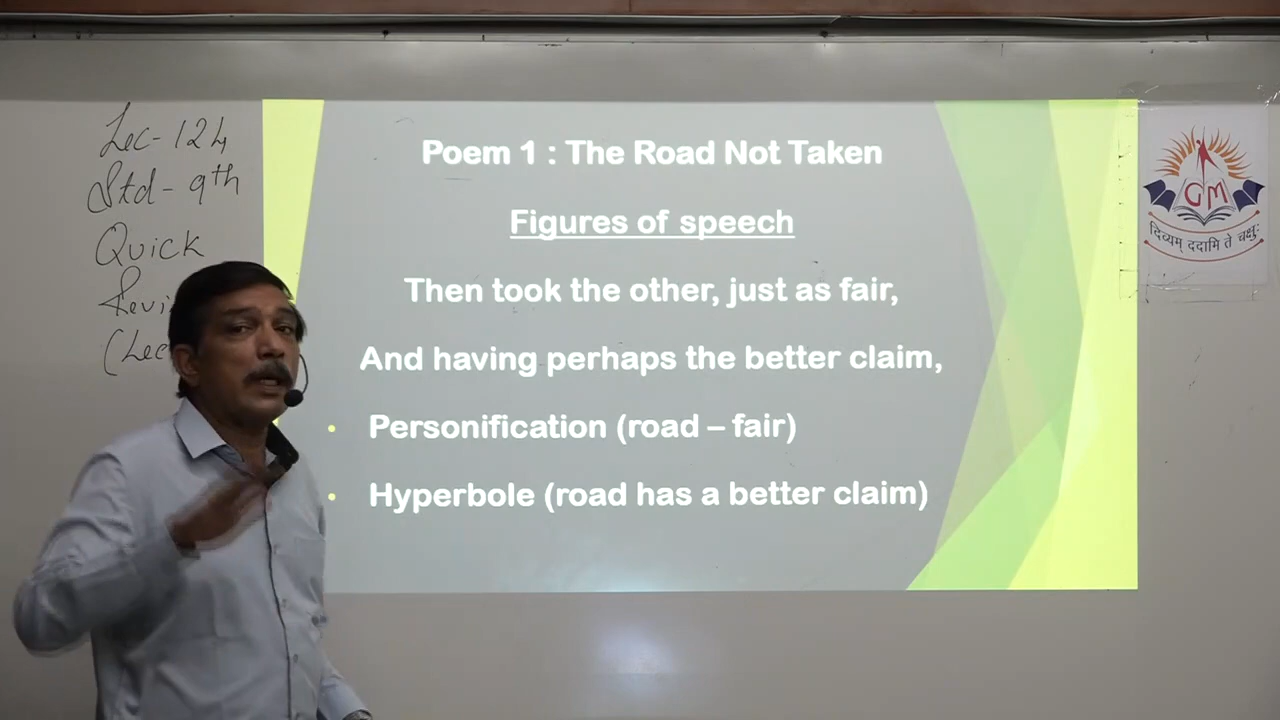 Lec-124
Std-9th
Quick
Revi
(Lec
Poem 1 : The Road Not Taken
Figures of speech
Then took the other, just as fair,
And having perhaps the better claim,
• Personification (road – fair)
• Hyperbole (road has a better claim)
GM
दिव्यम् ददामि ते चक्षुः